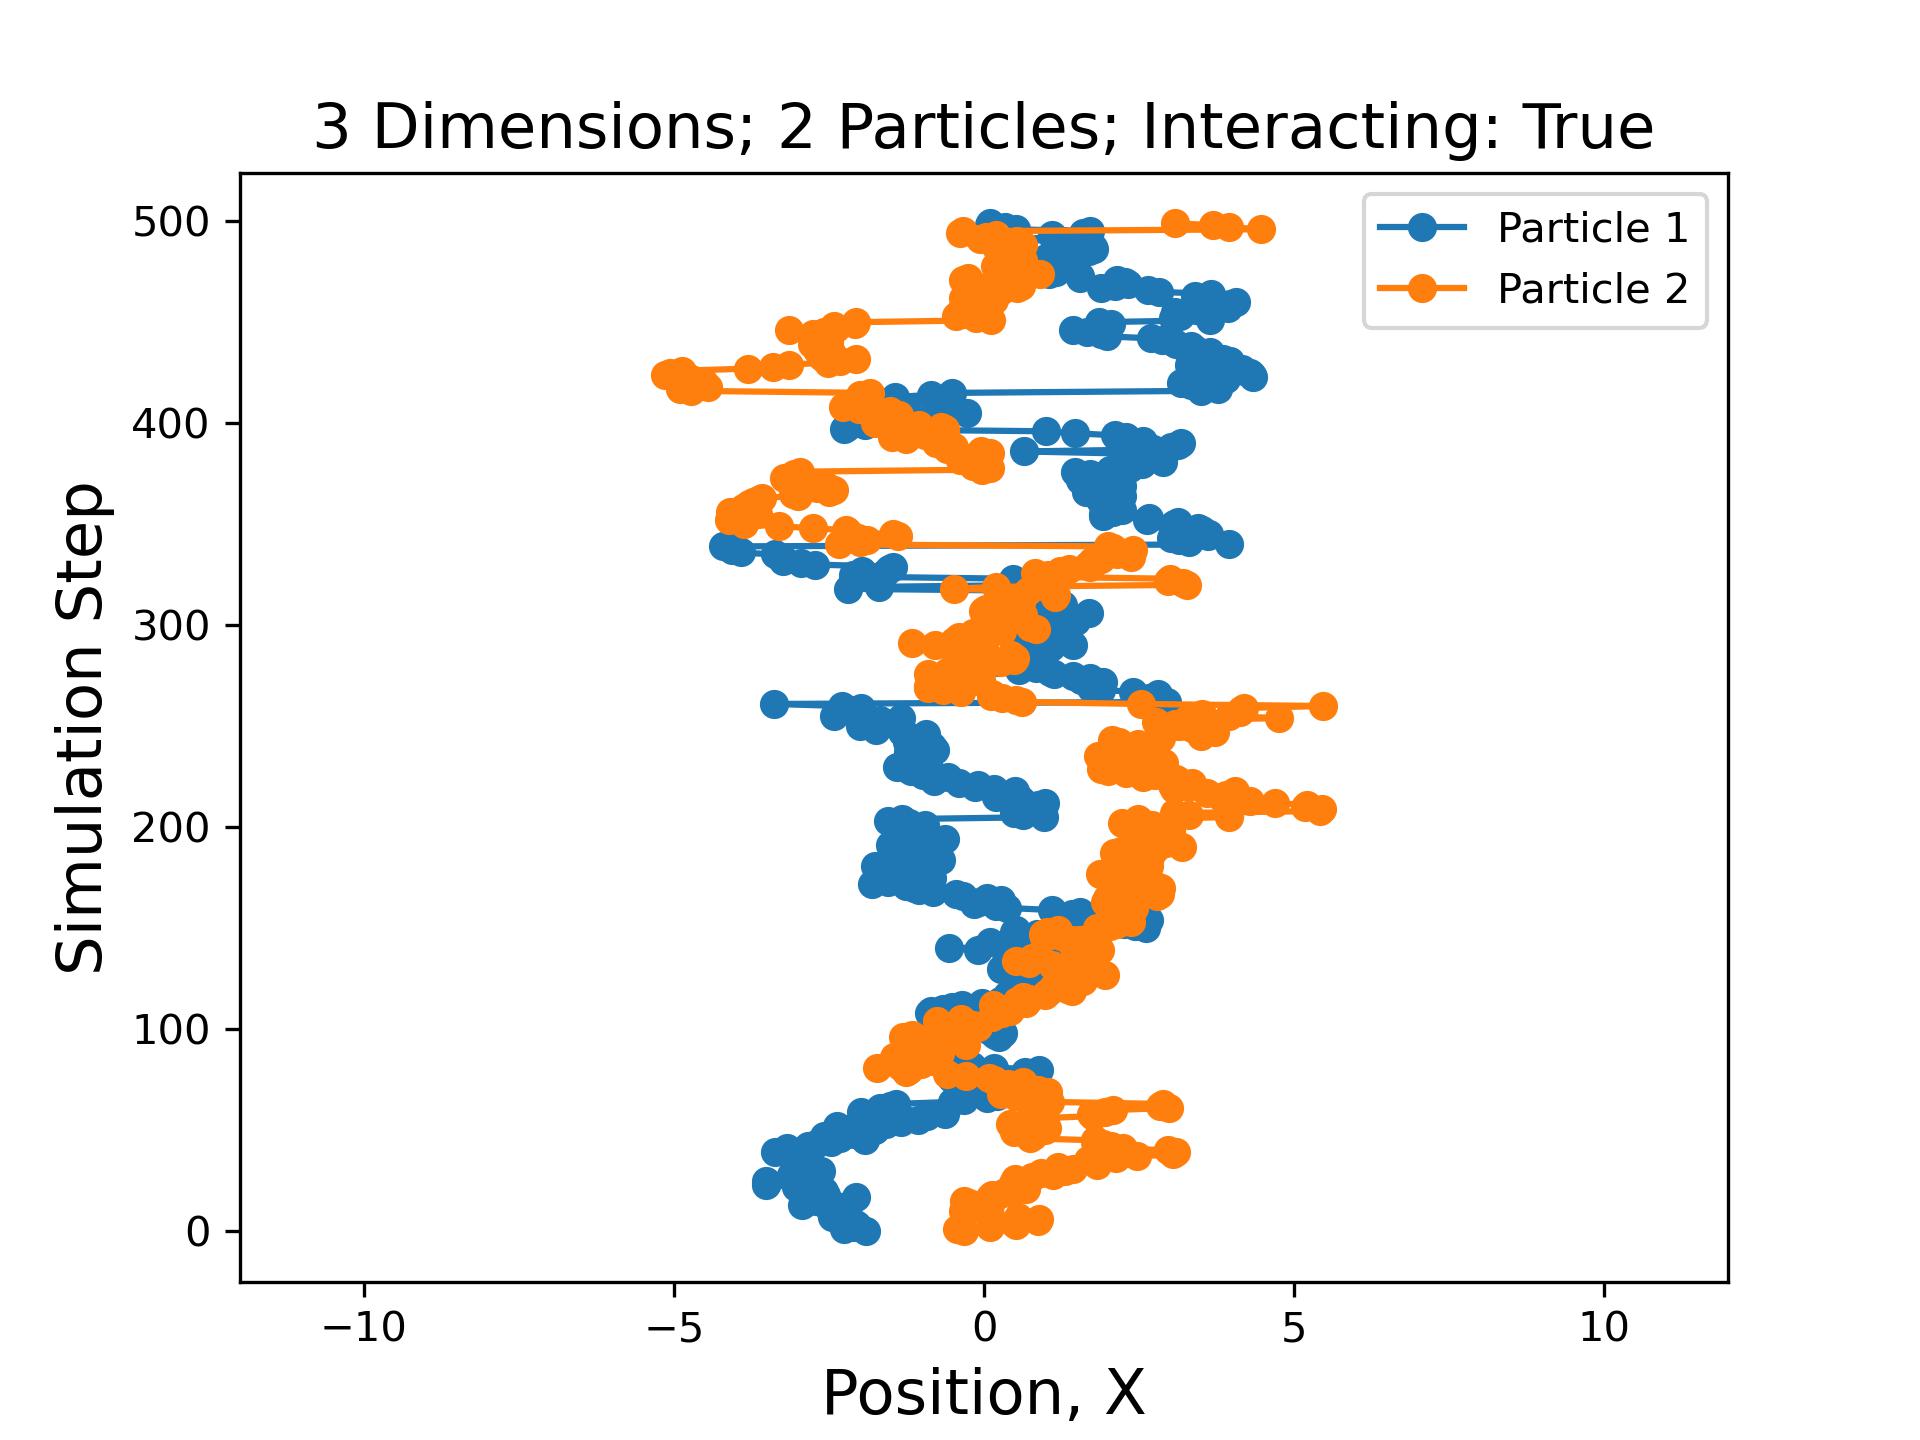 3 Dimensions; 2 Particles; Interacting: True
Particle 1
Particle 2
Simulation Step
500
400
300
200
100
0
−10
−5
0
5
10
Position, X